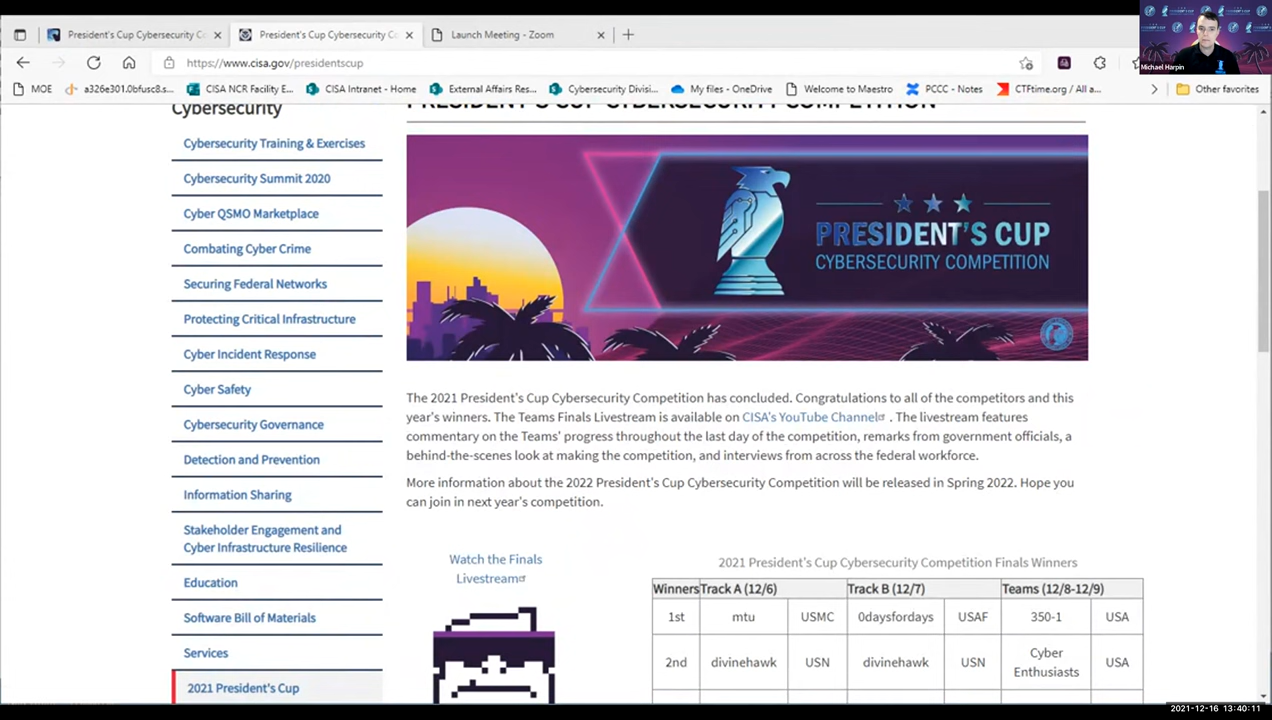 President's Cup Cybersecurity Co
President's Cup Cybersecurity Co
Launch Meeting - Zoom
https://www.cisa.gov/presidentscup
Michael Harpin
MOE
a326e301.0bfusc8.s...
CISA NCR Facility E...
CISA Intranet - Home
External Affairs Res...
Cybersecurity Divisi...
My files - OneDrive
Welcome to Maestro
PCCC - Notes
CTFtime.org / All a...
Other favorites
Cybersecurity
PRESIDENT'S CUP CYBERSECURITY COMPETITION
Cybersecurity Training & Exercises
Cybersecurity Summit 2020
Cyber QSMO Marketplace
Combating Cyber Crime
Securing Federal Networks
Protecting Critical Infrastructure
Cyber Incident Response
Cyber Safety
Cybersecurity Governance
Detection and Prevention
Information Sharing
Stakeholder Engagement and
Cyber Infrastructure Resilience
Education
Software Bill of Materials
Services
2021 President's Cup
PRESIDENT'S CUP
CYBERSECURITY COMPETITION
The 2021 President's Cup Cybersecurity Competition has concluded. Congratulations to all of the competitors and this
year's winners. The Teams Finals Livestream is available on CISA's YouTube Channel . The livestream features
commentary on the Teams' progress throughout the last day of the competition, remarks from government officials, a
behind-the-scenes look at making the competition, and interviews from across the federal workforce.
More information about the 2022 President's Cup Cybersecurity Competition will be released in Spring 2022. Hope you
can join in next year's competition.
Watch the Finals
Livestream
2021 President's Cup Cybersecurity Competition Finals Winners
Winners Track A (12/6) Track B (12/7) Teams (12/8-12/9)
1st mtu USMC 0daysfordays USAF 350-1 USA
2nd divinehawk USN divinehawk USN Cyber Enthusiasts USA
2021-12-16 13:40:11